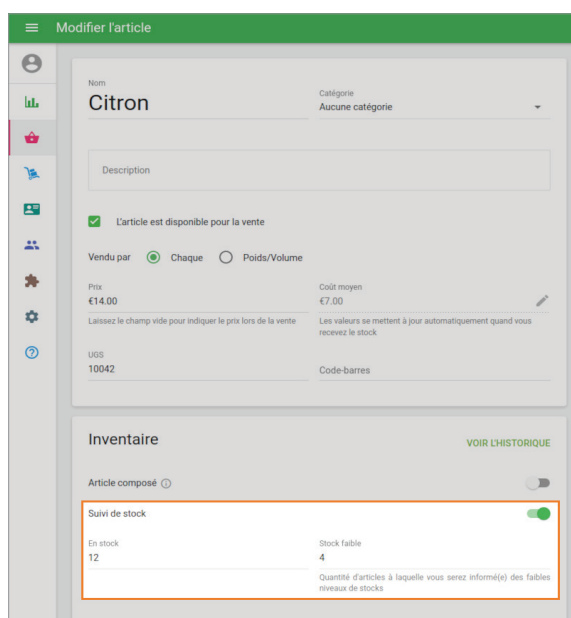 Modifier l'article
Nom
Citron
Catégorie
Aucune catégorie
Description
L'article est disponible pour la vente
Vendu par
Chaque
Poids/Volume
Prix
€14.00
Laissez le champ vide pour indiquer le prix lors de la vente
Coût moyen
€7.00
Les valeurs se mettent à jour automatiquement quand vous
recevez le stock
UGS
10042
Code-barres
Inventaire
VOIR L'HISTORIQUE
Article composé
Suivi de stock
En stock
12
Stock faible
4
Quantité d'articles à laquelle vous serez informé(e) des faibles
niveaux de stocks